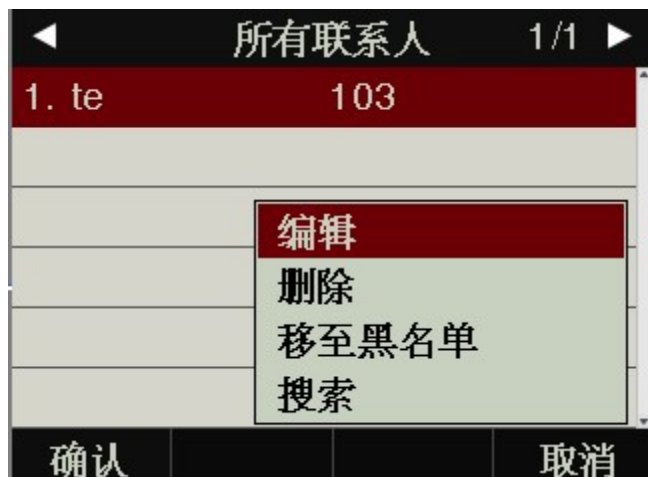 所有联系人 1/1
1. te 103
编辑
删除
移至黑名单
搜索
确认 取消